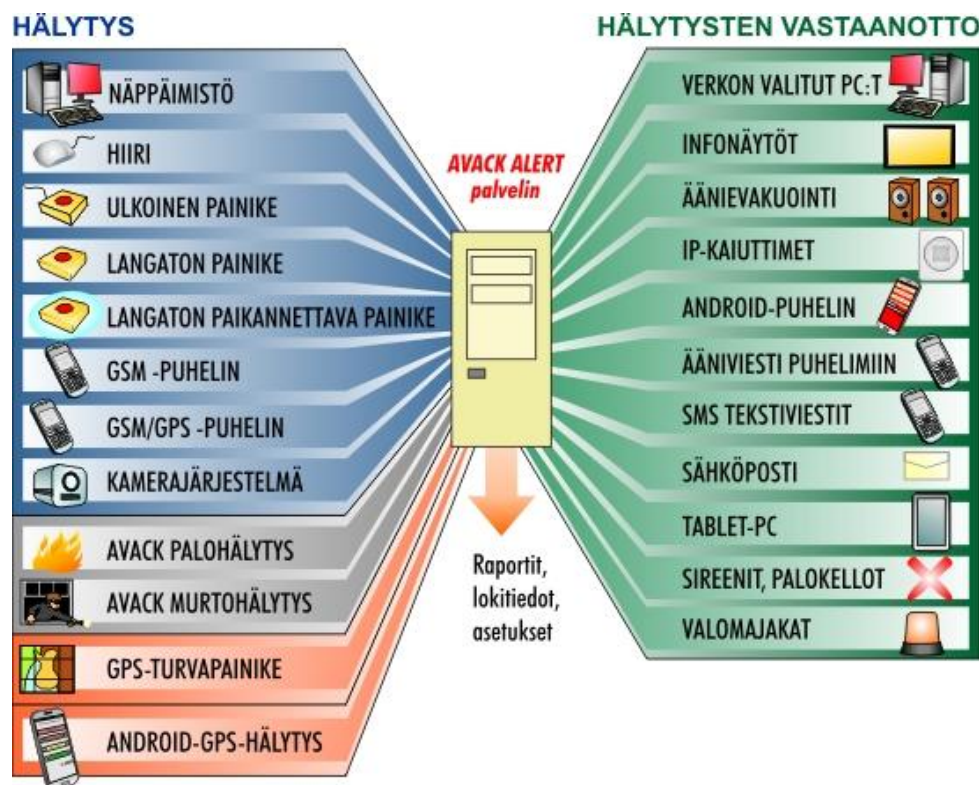 HÄLYTYS
NÄPPÄIMISTÖ
HIIRI
ULKOINEN PAINIKE
LANGATON PAINIKE
LANGATON PAIKANNETTAVA PAINIKE
GSM -PUHELIN
GSM/GPS -PUHELIN
KAMERAJÄRJESTELMÄ
AVACK PALOHÄLYTYS
AVACK MURTOHÄLYTYS
GPS-TURVAPAINIKE
ANDROID-GPS-HÄLYTYS
AVACK ALERT
palvelin
Raportit,
lokitiedot,
asetukset
HÄLYTYSTEN VASTAANOTTO
VERKON VALITUT PC:T
INFONÄYTÖT
ÄÄNIEVAKUOINTI
IP-KAIUTTIMET
ANDROID-PUHELIN
ÄÄNIVIESTI PUHELIMIIN
SMS TEKSTIVIESTIT
SÄHKÖPOSTI
TABLET-PC
SIREENIT, PALOKELLOT
VALOMAJAKAT